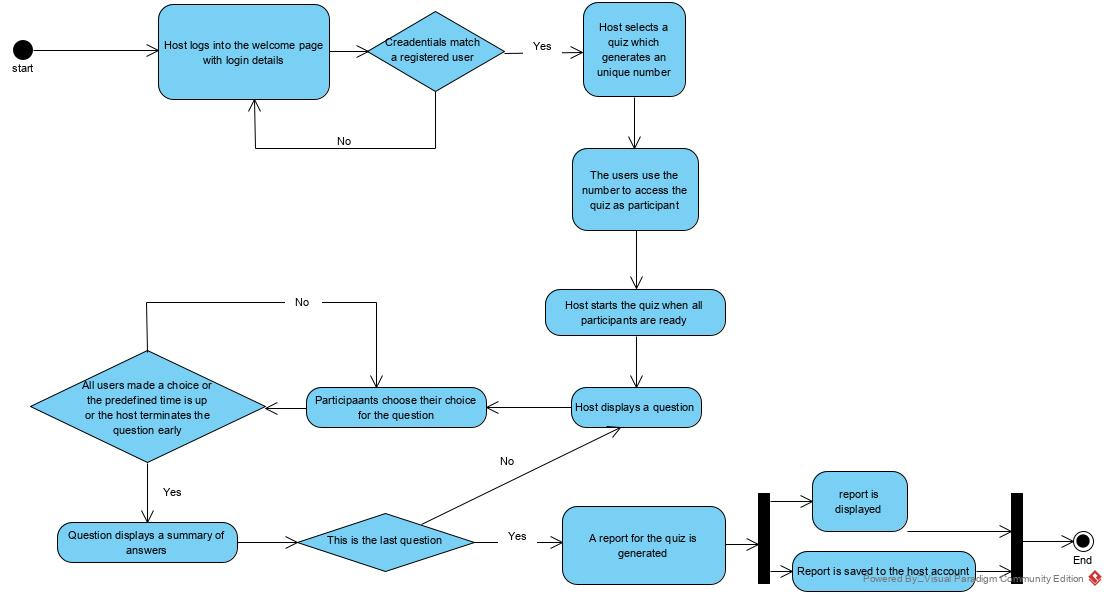 start
Host logs into the welcome page
with login details
Creadentials match
a registered user
Yes
No
Host selects a
quiz which
generates an
unique number
The users use the
number to access the
quiz as participant
Host starts the quiz when all
participants are ready
Host displays a question
Participaants choose their choice
for the question
No
All users made a choice or
the predefined time is up
or the host terminates the
question early
Yes
Question displays a summary of
answers
This is the last question
No
Yes
A report for the quiz is
generated
report is
displayed
Report is saved to the host account
End
Powered By Visual Paradigm Community Edition